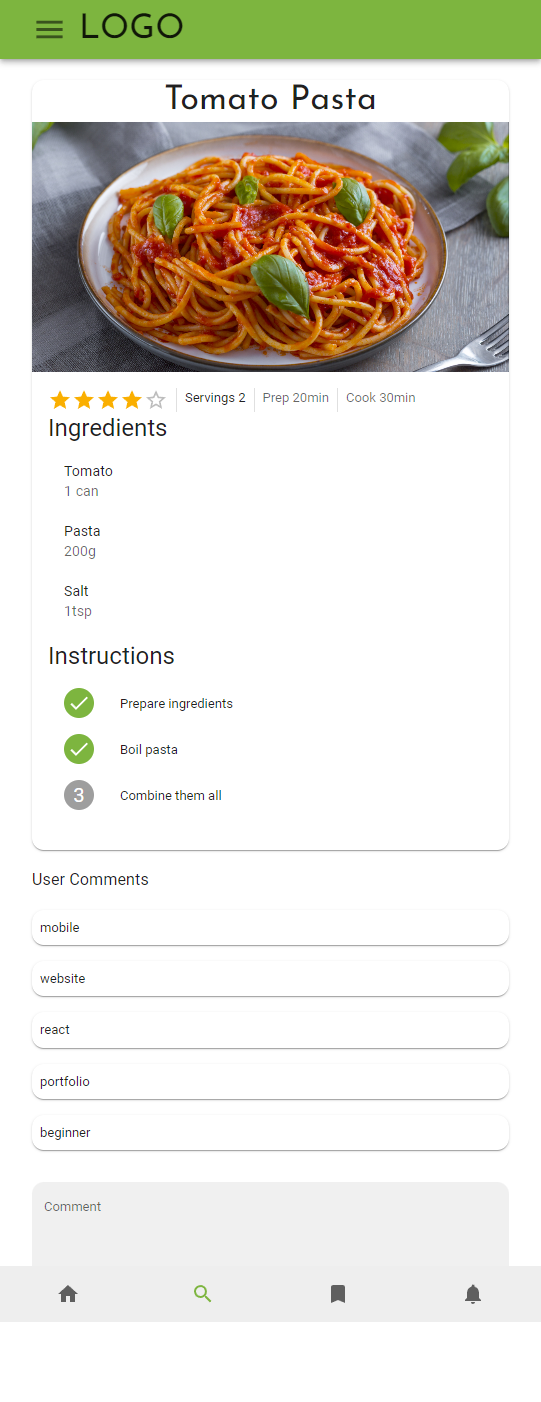 LOGO
Tomato Pasta
Servings 2 Prep 20min Cook 30min
Ingredients
Tomato
1 can
Pasta
200g
Salt
1tsp
Instructions
Prepare ingredients
Boil pasta
3 Combine them all
User Comments
mobile
website
react
portfolio
beginner
Comment